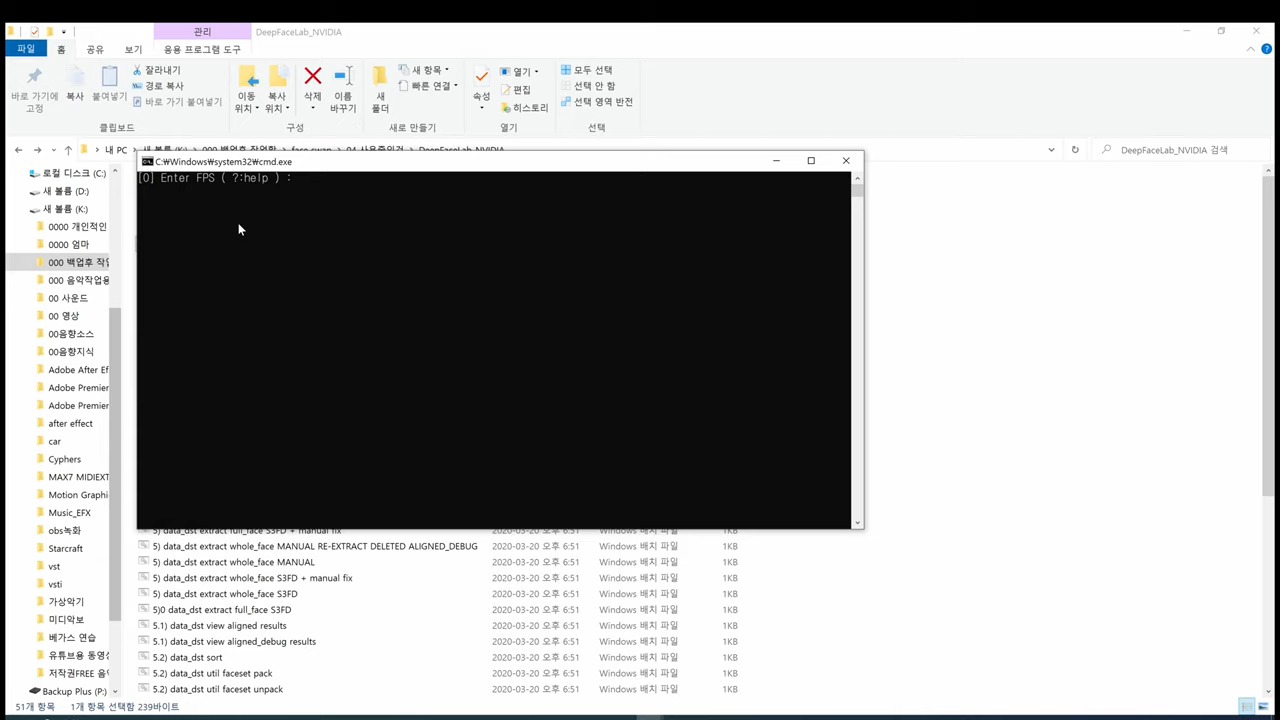 관리
DeepFaceLab_NVIDIA
파일
홈
공유
보기
응용 프로그램 도구
바로 가기에 고정
복사
붙여넣기
잘라내기
경로 복사
바로 가기 붙여넣기
클립보드
이동 위치
복사 위치
삭제
이름 바꾸기
구성
새 폴더
새 항목
빠른 연결
새로 만들기
속성
열기
편집
히스토리
열기
모두 선택
선택 안 함
선택 영역 반전
선택
내 PC
새 볼륨 (K:)
000 백업후 작업할
face swap
04 사용중인것
DeepFaceLab_NVIDIA
DeepFaceLab_NVIDIA 검색
C:₩Windows₩system32₩cmd.exe
[0] Enter FPS ( ?:help ) :
로컬 디스크 (C:)
새 볼륨 (D:)
새 볼륨 (K:)
0000 개인적인
0000 엄마
000 백업후 작업
000 음악작업용
00 사운드
00 영상
00음향소스
00음향지식
Adobe After Ef
Adobe Premier
Adobe Premier
after effect
car
Cyphers
MAX7 MIDIEXT
Motion Graphi
Music_EFX
obs녹화
Starcraft
vst
vsti
가상악기
미디악보
베가스 연습
유튜브용 동영상
저작권FREE 음악
Backup Plus (P:)
5) data_dst extract full_face S3FD + manual fix 2020-03-20 오후 6:51 Windows 배치 파일 1KB
5) data_dst extract whole_face MANUAL RE-EXTRACT DELETED ALIGNED_DEBUG 2020-03-20 오후 6:51 Windows 배치 파일 1KB
5) data_dst extract whole_face MANUAL 2020-03-20 오후 6:51 Windows 배치 파일 1KB
5) data_dst extract whole_face S3FD + manual fix 2020-03-20 오후 6:51 Windows 배치 파일 1KB
5) data_dst extract whole_face S3FD 2020-03-20 오후 6:51 Windows 배치 파일 1KB
5)0 data_dst extract full_face S3FD 2020-03-20 오후 6:51 Windows 배치 파일 1KB
5.1) data_dst view aligned results 2020-03-20 오후 6:51 Windows 배치 파일 1KB
5.1) data_dst view aligned_debug results 2020-03-20 오후 6:51 Windows 배치 파일 1KB
5.2) data_dst sort 2020-03-20 오후 6:51 Windows 배치 파일 1KB
5.2) data_dst util faceset pack 2020-03-20 오후 6:51 Windows 배치 파일 1KB
5.2) data_dst util faceset unpack 2020-03-20 오후 6:51 Windows 배치 파일 1KB
51개 항목
1개 항목 선택함 239바이트